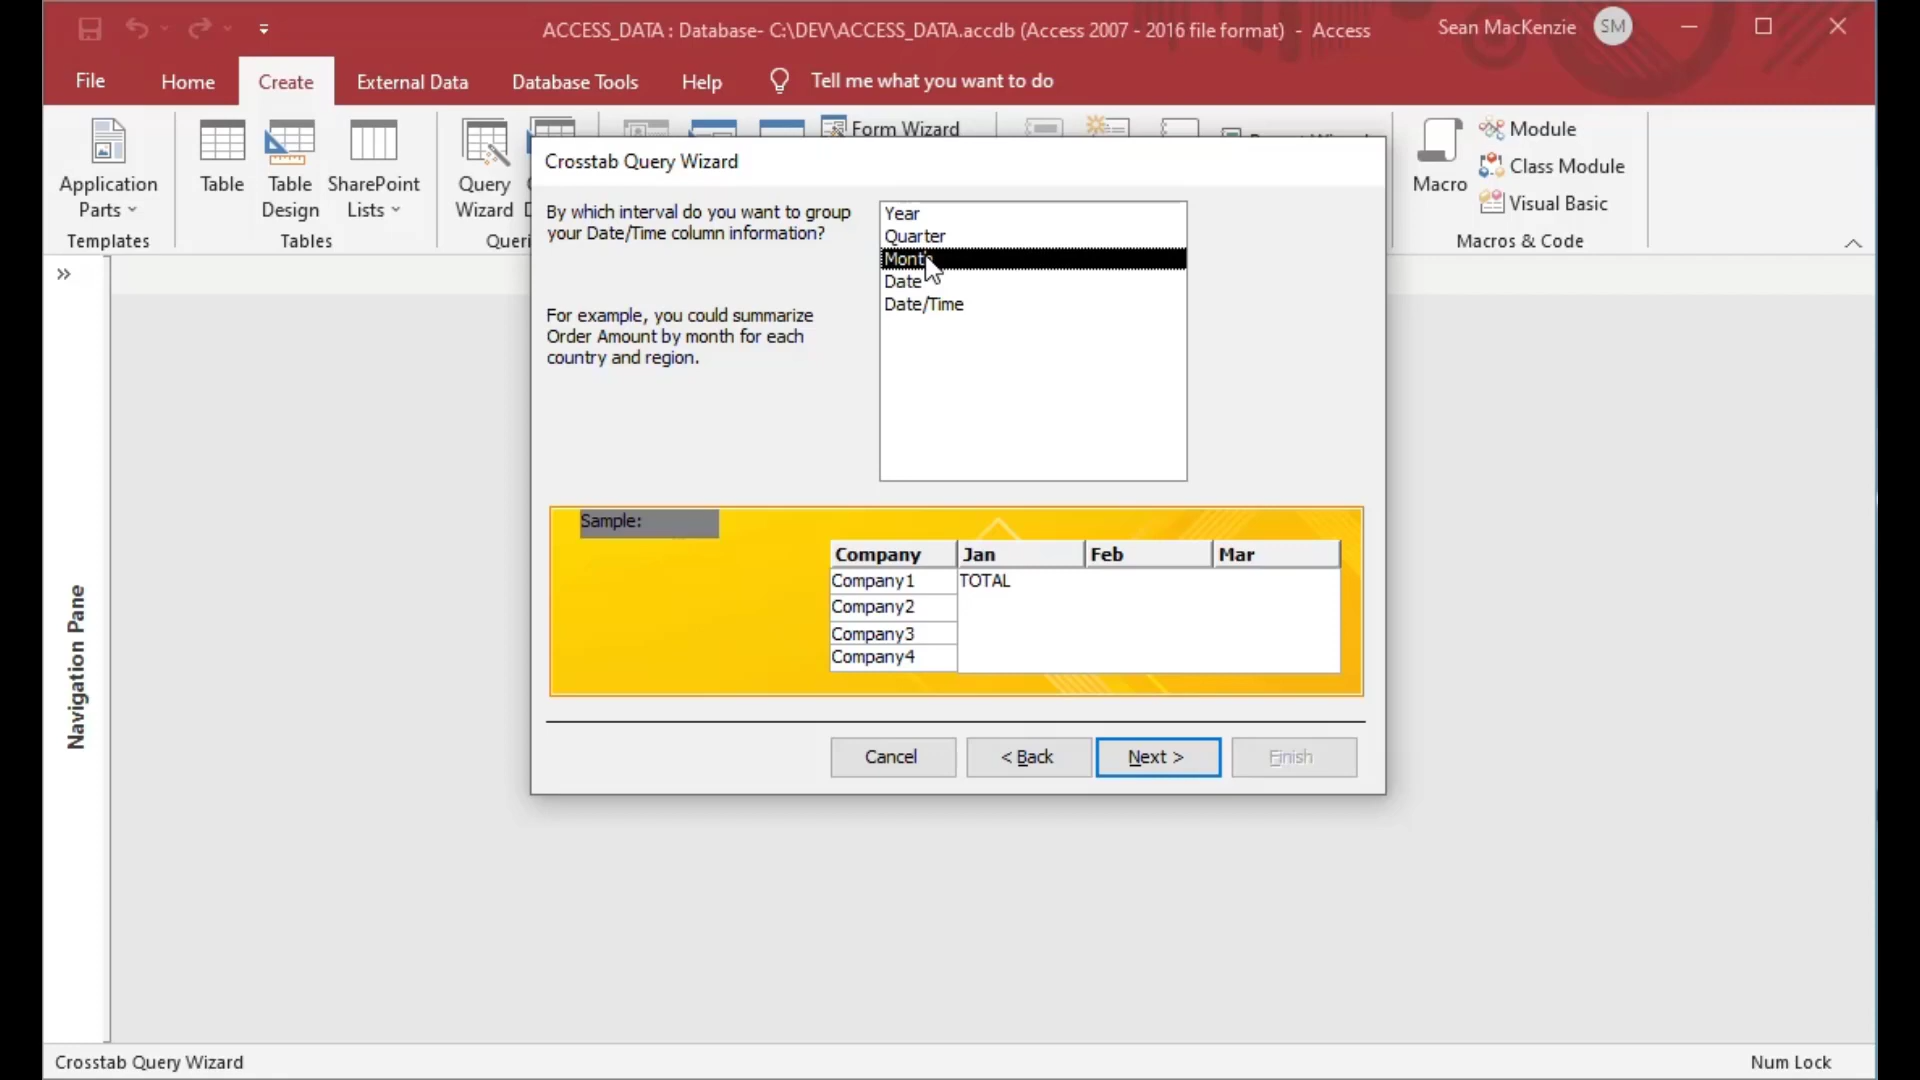 ACCESS_DATA : Database- C:\DEV\ACCESS_DATA.accdb (Access 2007 - 2016 file format) - Access
Sean MacKenzie
SM
File
Home
Create
External Data
Database Tools
Help
Tell me what you want to do
Application
Parts
Templates
Table
Table
Design
SharePoint
Lists
Tables
Query
Wizard
Form Wizard
Macro
Module
Class Module
Visual Basic
Macros & Code
Navigation Pane
Crosstab Query Wizard
By which interval do you want to group
your Date/Time column information?
For example, you could summarize
Order Amount by month for each
country and region.
Year
Quarter
Month
Date
Date/Time
Sample:
Company Jan Feb Mar
Company1 TOTAL
Company2
Company3
Company4
Cancel
< Back
Next >
Finish
Crosstab Query Wizard
Num Lock